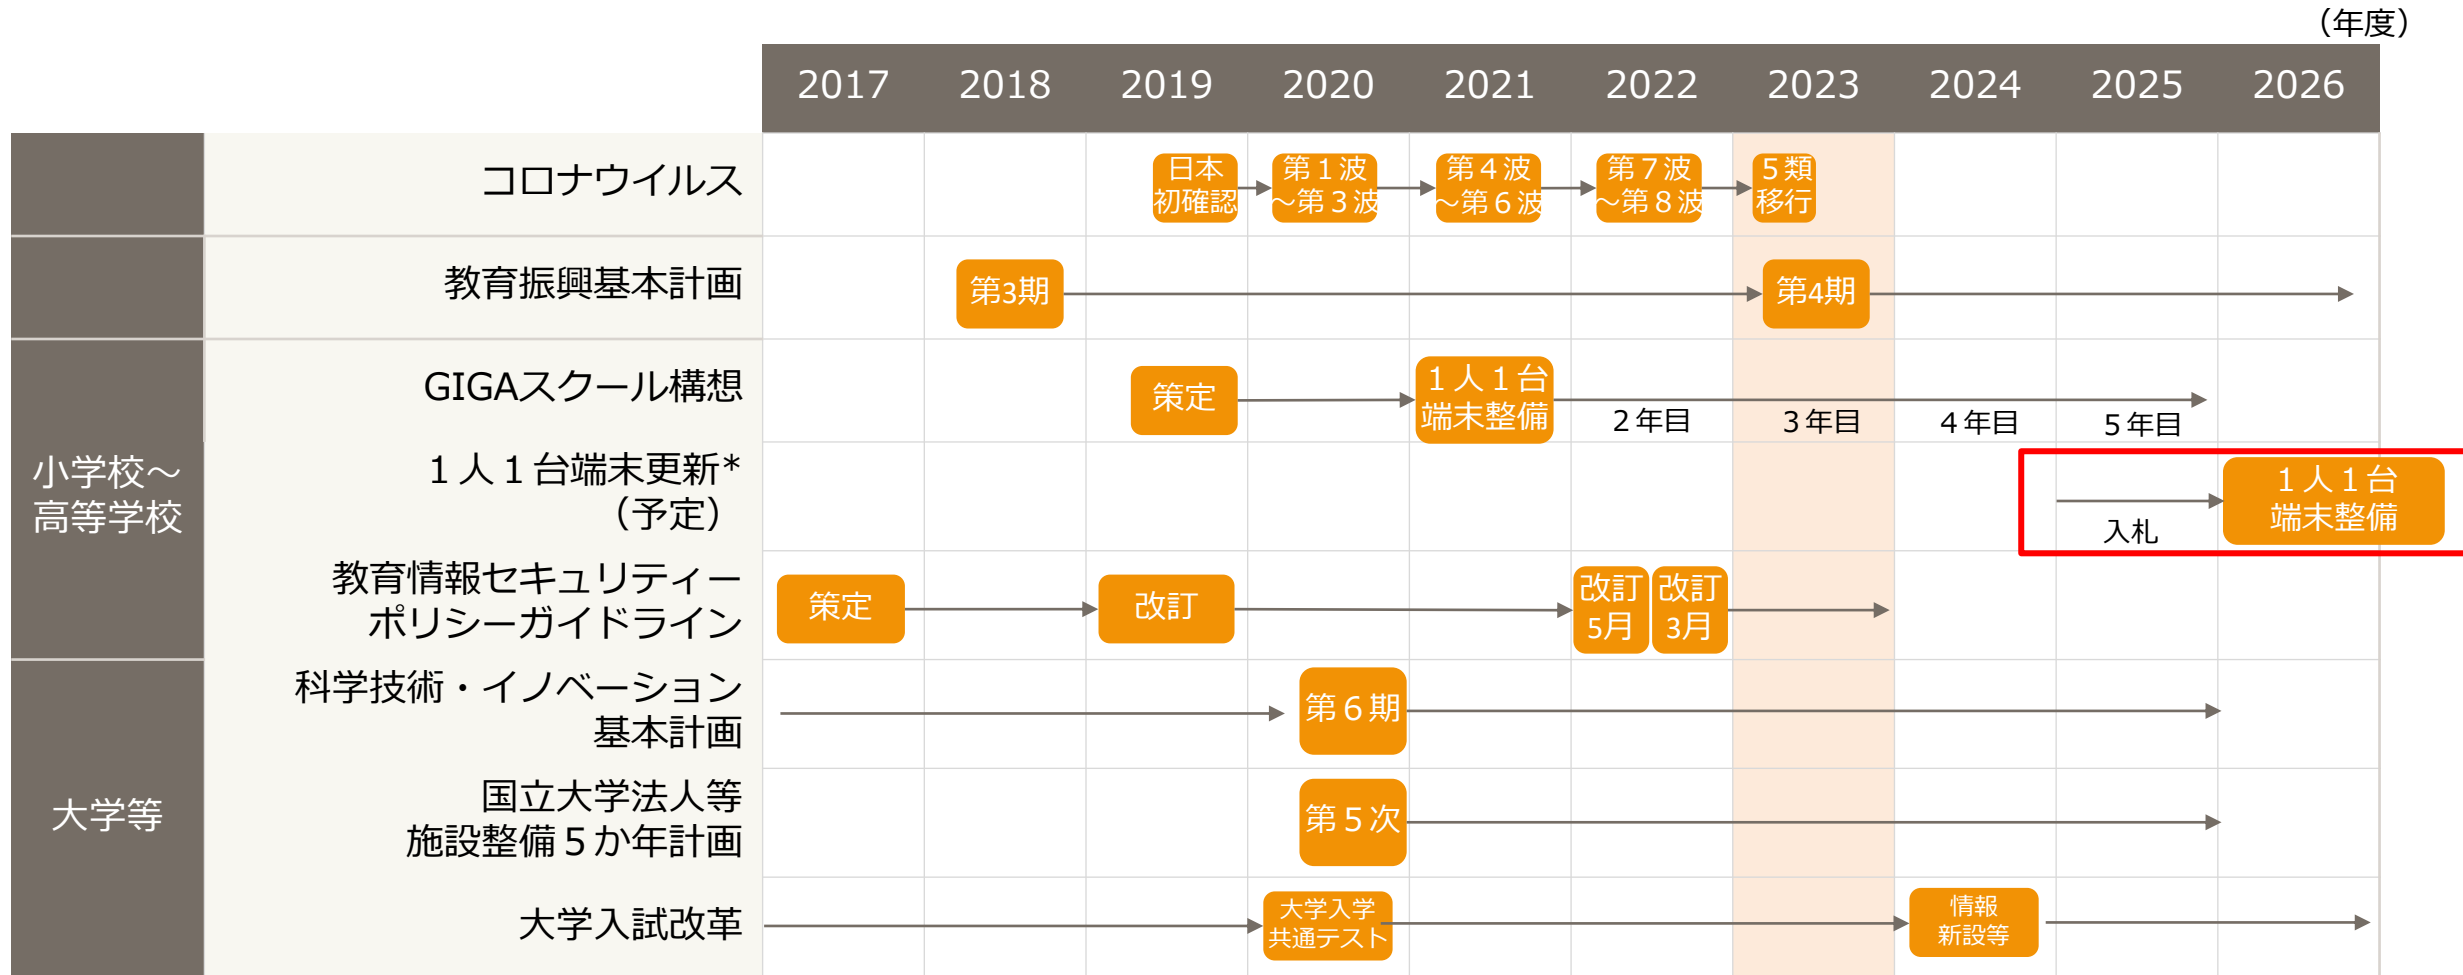 （年度）
2017 2018 2019 2020 2021 2022 2023 2024 2025 2026
コロナウイルス
日本
初確認
第１波
～第３波
第４波
～第６波
第７波
～第８波
５類
移行
教育振興基本計画
第3期
第4期
GIGAスクール構想
策定
１人１台
端末整備
２年目
３年目
４年目
５年目
小学校～
高等学校
１人１台端末更新*
（予定）
入札
１人１台
端末整備
教育情報セキュリティー
ポリシーガイドライン
策定
改訂
改訂
5月
改訂
3月
大学等
科学技術・イノベーション
基本計画
第６期
国立大学法人等
施設整備５か年計画
第５次
大学入試改革
大学入学
共通テスト
情報
新設等